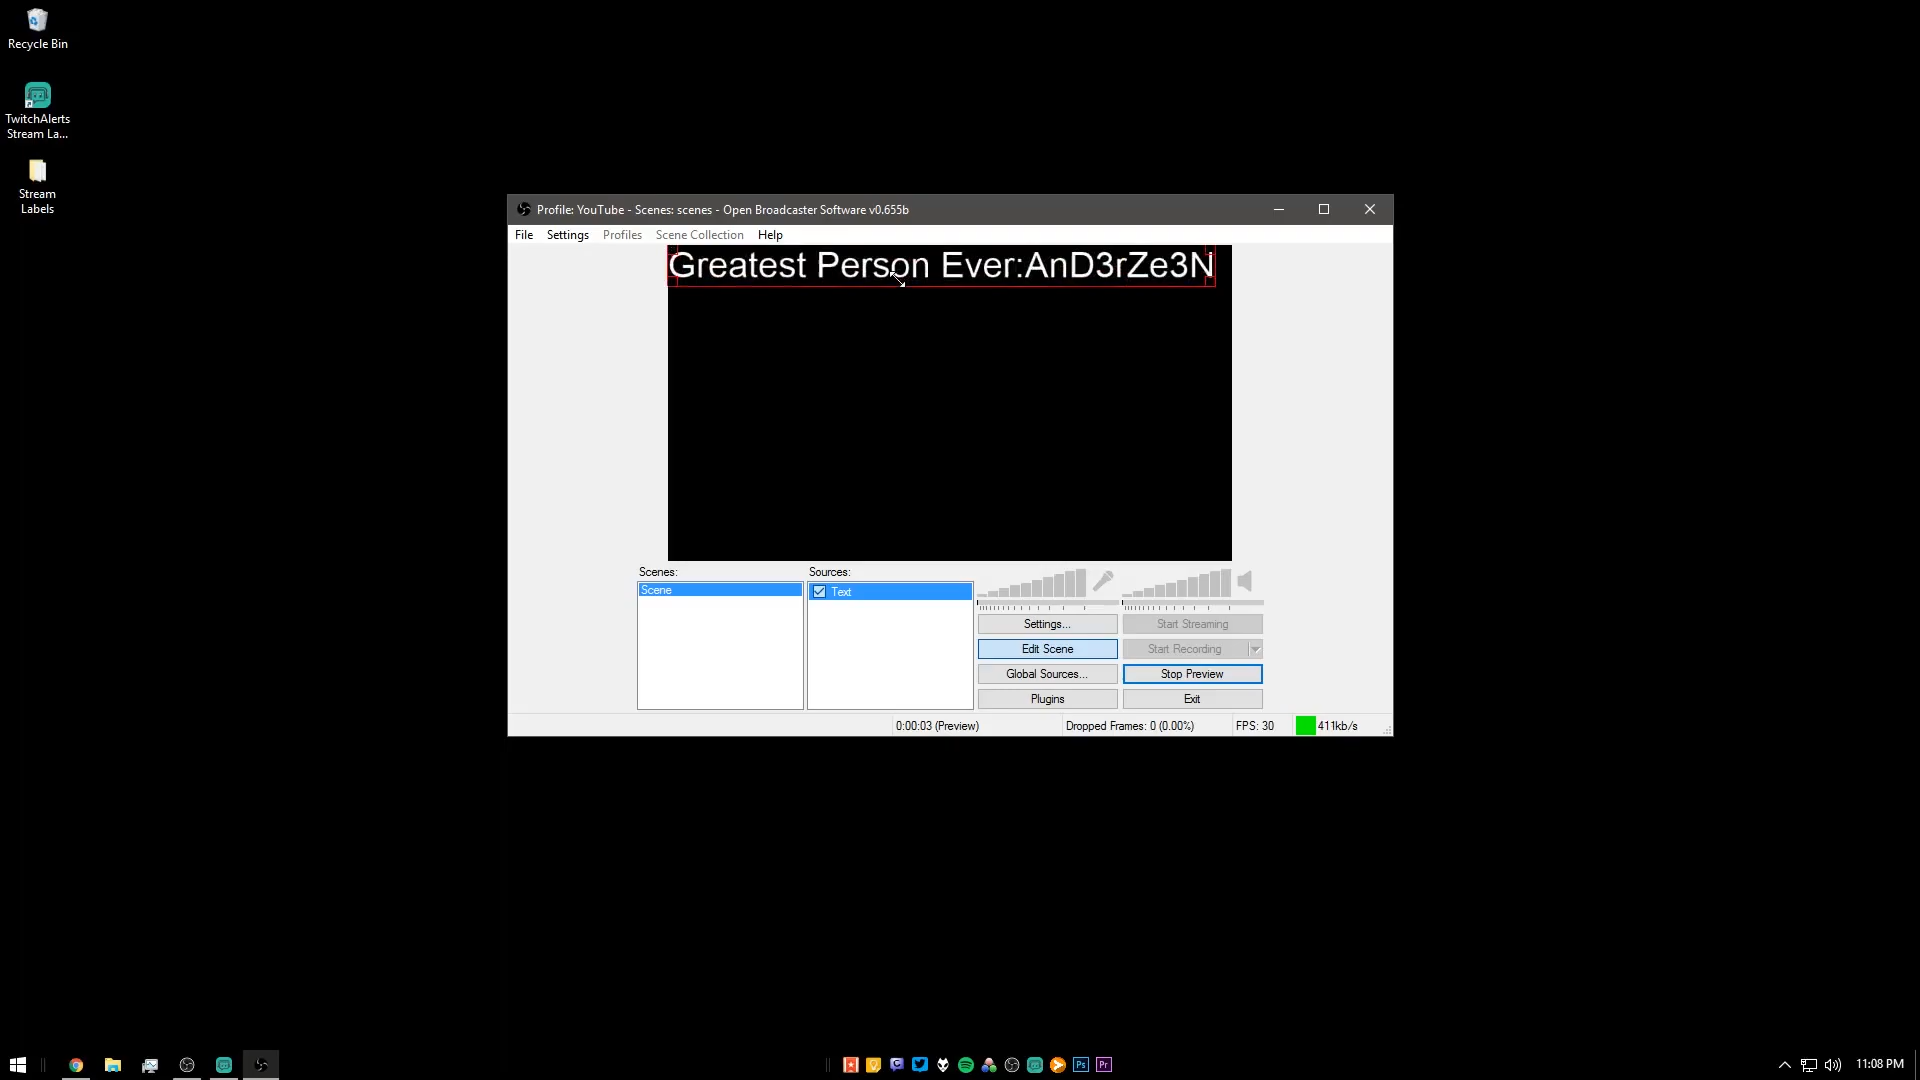 Recycle Bin
TwitchAlerts
Stream La...
Stream
Labels
Profile: YouTube - Scenes: scenes - Open Broadcaster Software v0.655b
File Settings Profiles Scene Collection Help
Greatest Person Ever:AnD3rZe3N
Scenes: Sources:
Scene Text
Settings... Start Streaming
Edit Scene Start Recording
Global Sources... Stop Preview
Plugins Exit
0:00:03 (Preview) Dropped Frames: 0 (0.00%) FPS: 30 411kb/s
Ps Pr
11:08 PM